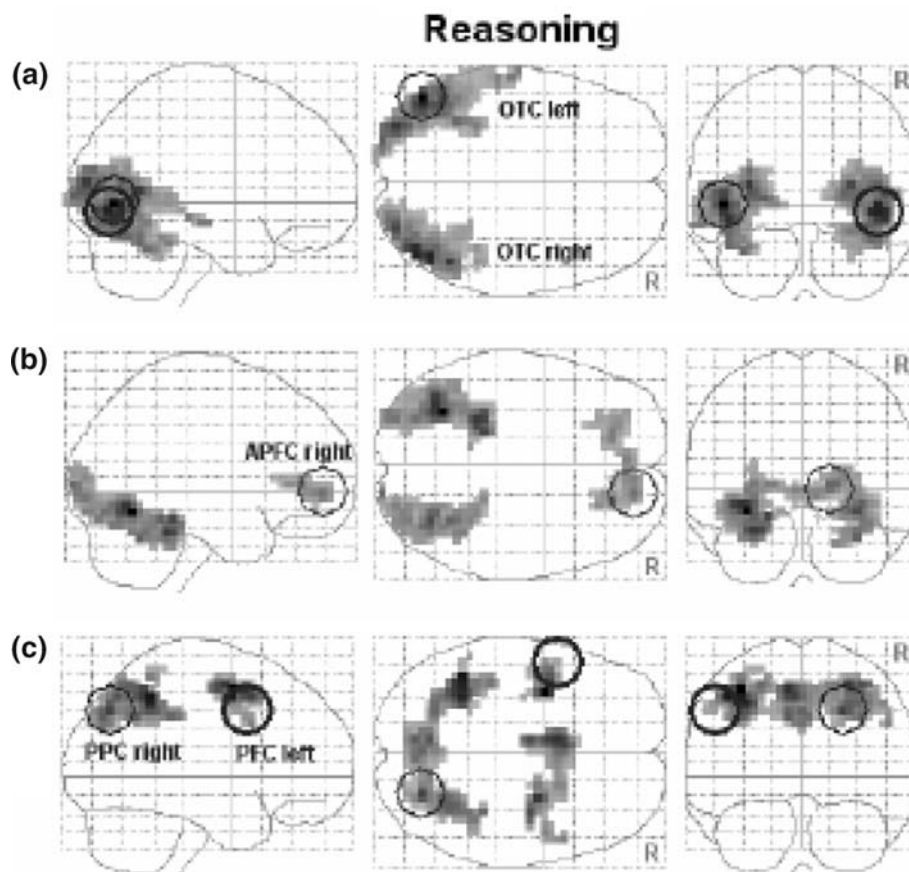 Reasoning
(a)
R
OTC left
OTC right
R
(b)
R
APFC right
R
(c)
R
PPC right
PFC left
R